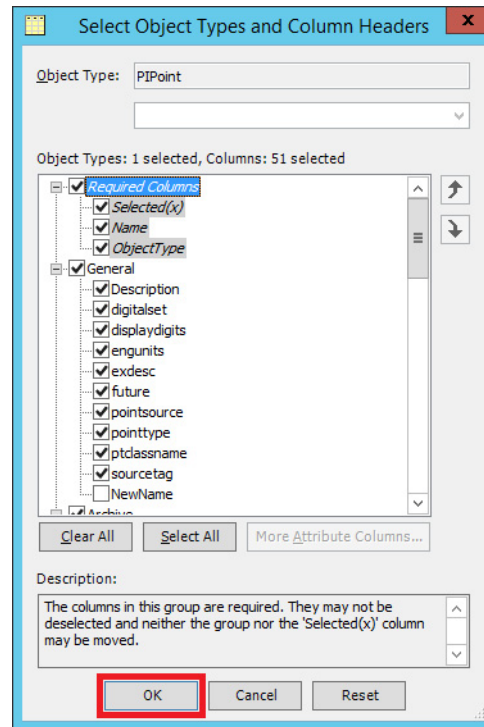 Select Object Types and Column Headers
x
Object Type: PIPoint
Object Types: 1 selected, Columns: 51 selected
Required Columns
Selected(x)
Name
ObjectType
General
Description
digitalset
displaydigits
engunits
exdesc
future
pointsource
pointtype
ptclassname
sourcetag
NewName
Archive
Clear All Select All More Attribute Columns...
Description:
The columns in this group are required. They may not be
deselected and neither the group nor the 'Selected(x)' column
may be moved.
OK Cancel Reset